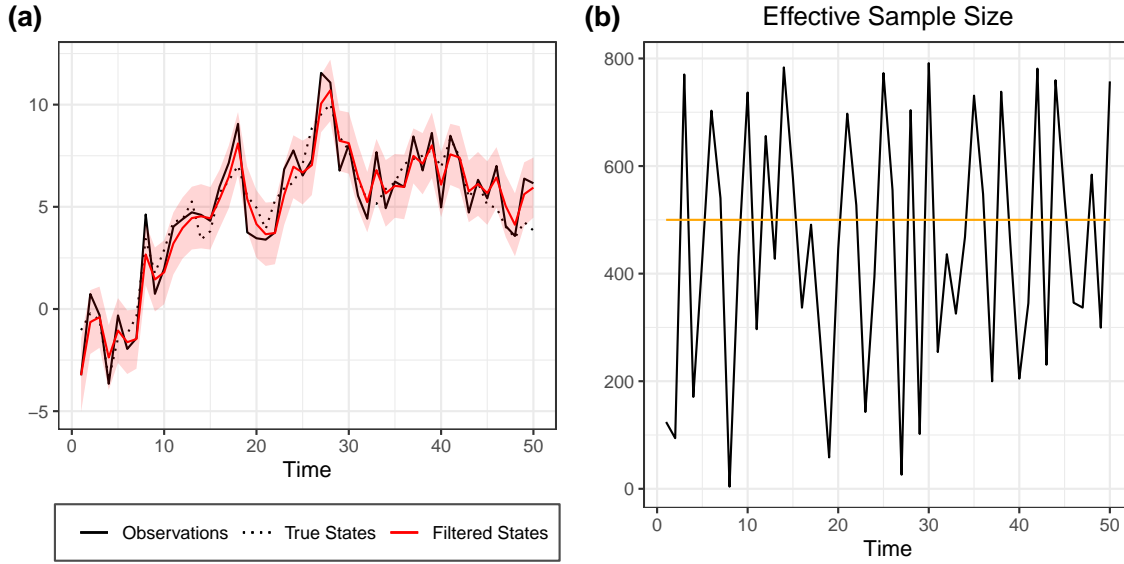 (a)
10
5
0
−5
0 10 20 30 40 50
Time
Observations True States Filtered States
(b)
Effective Sample Size
800
600
400
200
0
0 10 20 30 40 50
Time